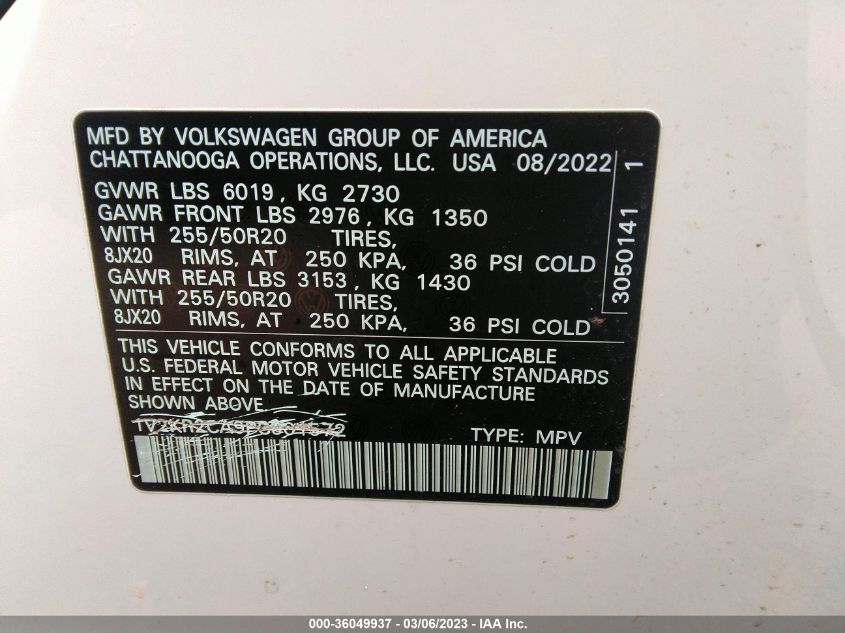 MFD BY VOLKSWAGEN GROUP OF AMERICA
CHATTANOOGA OPERATIONS, LLC. USA 08/2022
GVWR LBS 6019, KG 2730
GAWR FRONT LBS 2976, KG 1350
WITH 255/50R20 TIRES,
8JX20 RIMS, AT 250 KPA, 36 PSI COLD
GAWR REAR LBS 3153, KG 1430
WITH 255/50R20 TIRES,
8JX20 RIMS, AT 250 KPA, 36 PSI COLD
3050141 1
THIS VEHICLE CONFORMS TO ALL APPLICABLE
U.S. FEDERAL MOTOR VEHICLE SAFETY STANDARDS
IN EFFECT ON THE DATE OF MANUFACTURE
SHOWN ABOVE
TYPE: MPV
000-36049937 - 03/06/2023 - IAA Inc.